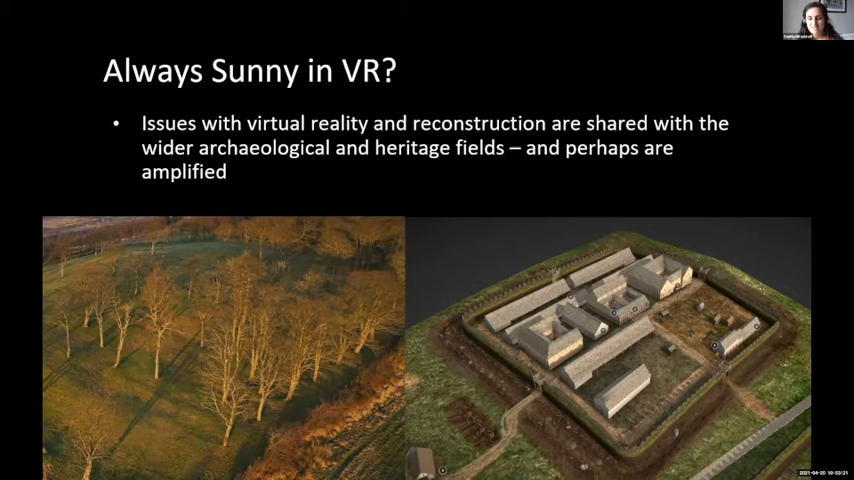 Always Sunny in VR?
• Issues with virtual reality and reconstruction are shared with the
wider archaeological and heritage fields – and perhaps are
amplified
2021-04-20 10:53:21